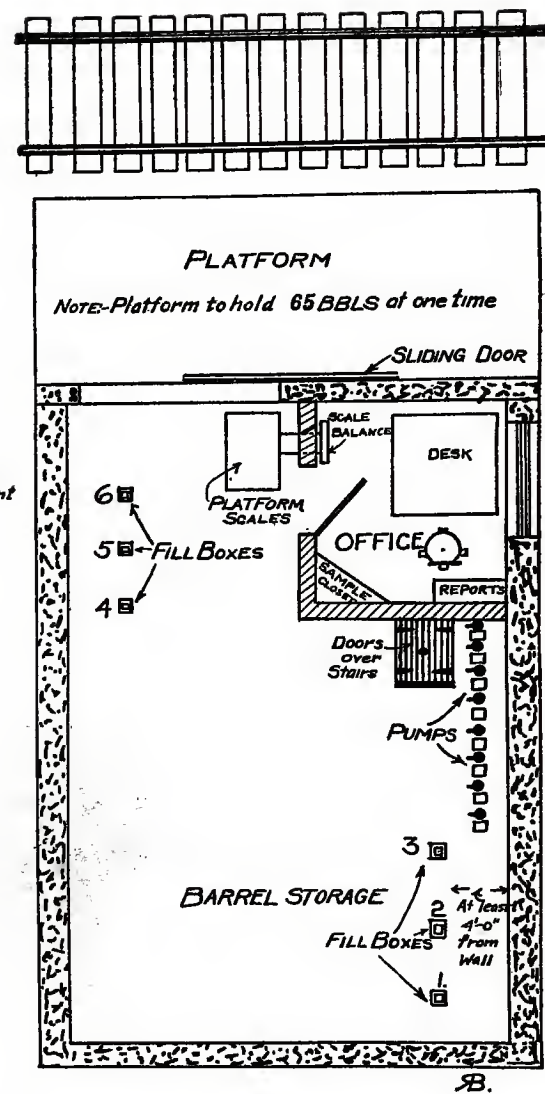 PLATFORM
NOTE:-Platform to hold 65 BBLS at one time
SLIDING DOOR
SCALE
BALANCE
DESK
PLATFORM
SCALES
6
5
4
FILL BOXES
OFFICE
SAMPLE
CLOSET
REPORTS
DOORS
over
Stairs
PUMPS
3
BARREL STORAGE
2
At least
4'-0"
from
Wall
FILL BOXES
1.